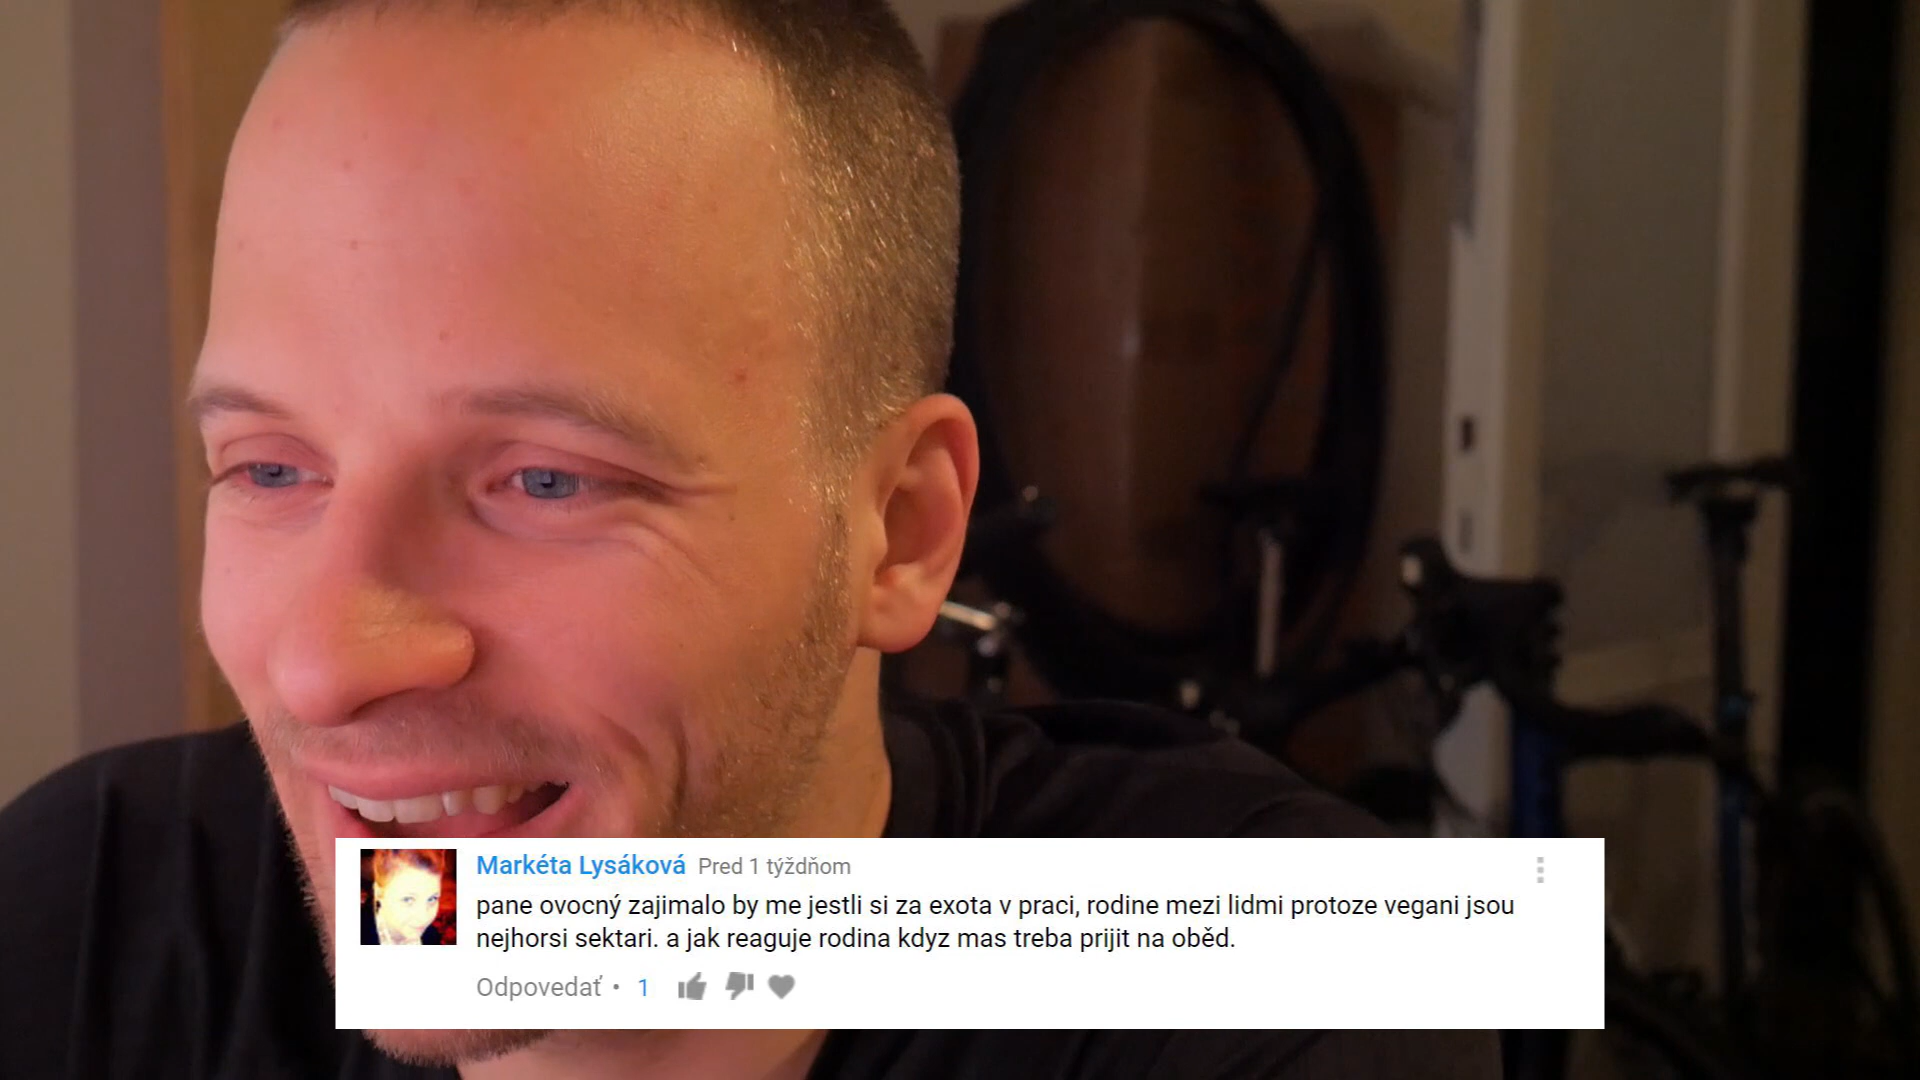 Markéta Lysáková Pred 1 týždňom
pane ovocný zajimalo by me jestli si za exota v praci, rodine mezi lidmi protoze vegani jsou
nejhorsi sektari. a jak reaguje rodina kdyz mas treba prijit na oběd.
Odpovedať • 1